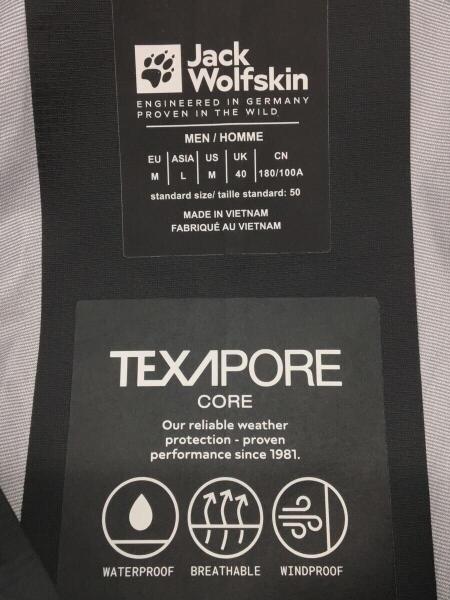 Jack
Wolfskin
ENGINEERED IN GERMANY
PROVEN IN THE WILD
MEN / HOMME
EU ASIA US UK CN
M L M 40 180/100A
standard size/ taille standard: 50
MADE IN VIETNAM
FABRIQUÉ AU VIETNAM
TEXAPORE
CORE
Our reliable weather
protection - proven
performance since 1981.
WATERPROOF BREATHABLE WINDPROOF